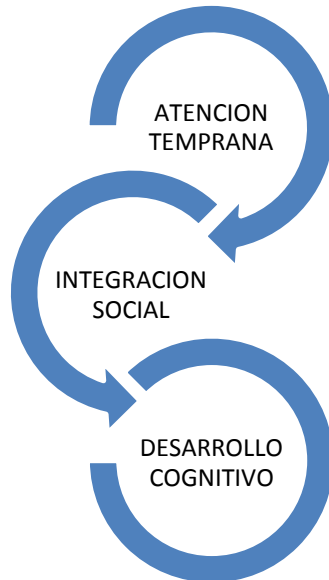 ATENCION
TEMPRANA
INTEGRACION
SOCIAL
DESARROLLO
COGNITIVO